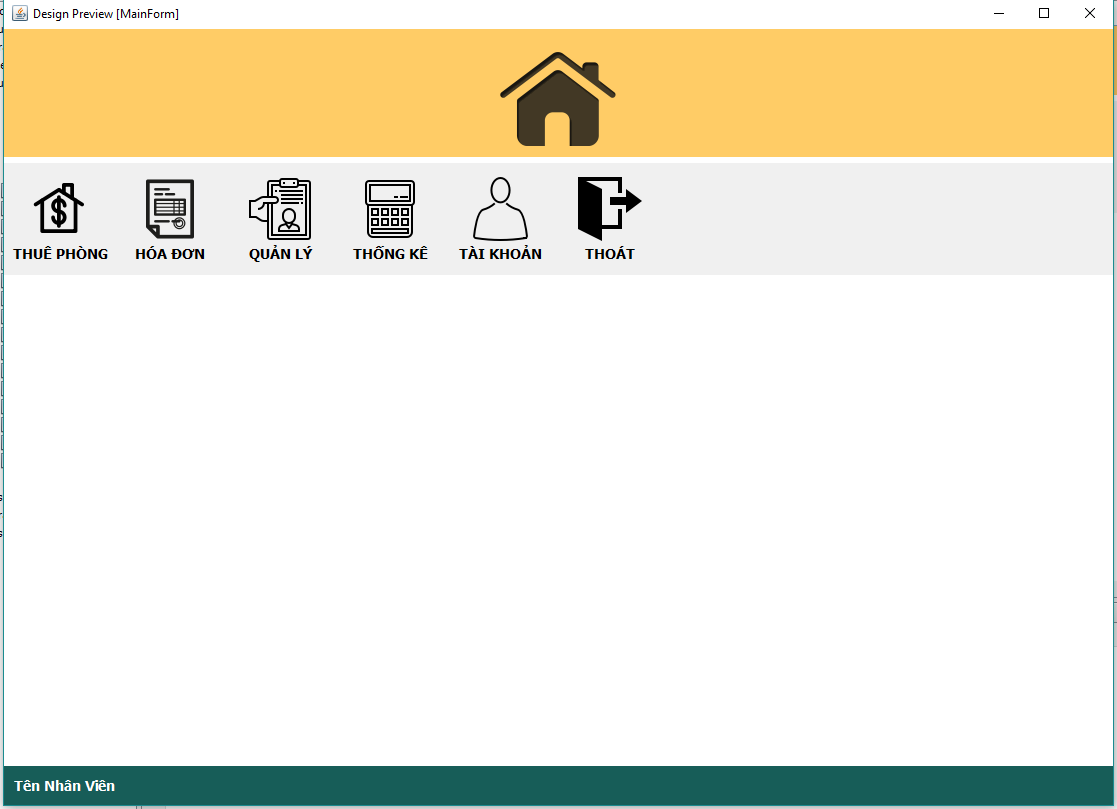 Design Preview [MainForm]
THUÊ PHÒNG HÓA ĐƠN QUẢN LÝ THỐNG KÊ TÀI KHOẢN THOÁT
Tên Nhân Viên